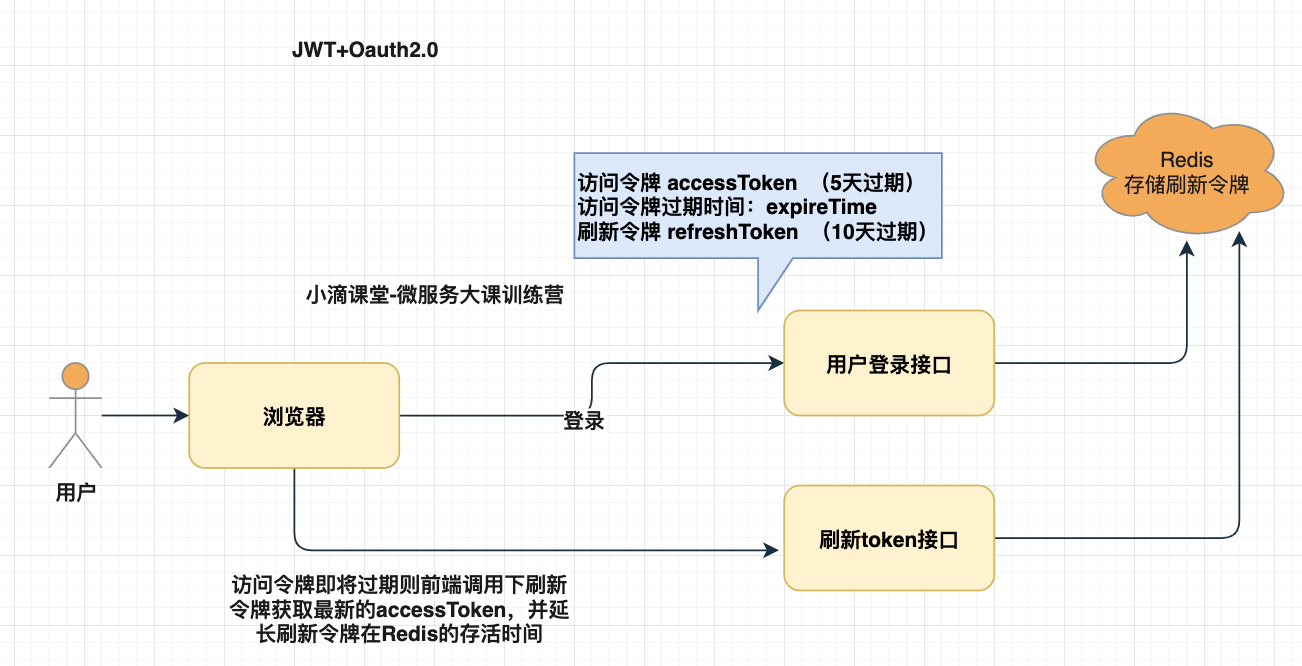 JWT+Oauth2.0
Redis
存储刷新令牌
访问令牌 accessToken （5天过期）
访问令牌过期时间：expireTime
刷新令牌 refreshToken （10天过期）
小滴课堂-微服务大课训练营
用户登录接口
浏览器
登录
用户
刷新token接口
访问令牌即将过期则前端调用下刷新
令牌获取最新的accessToken，并延
长刷新令牌在Redis的存活时间